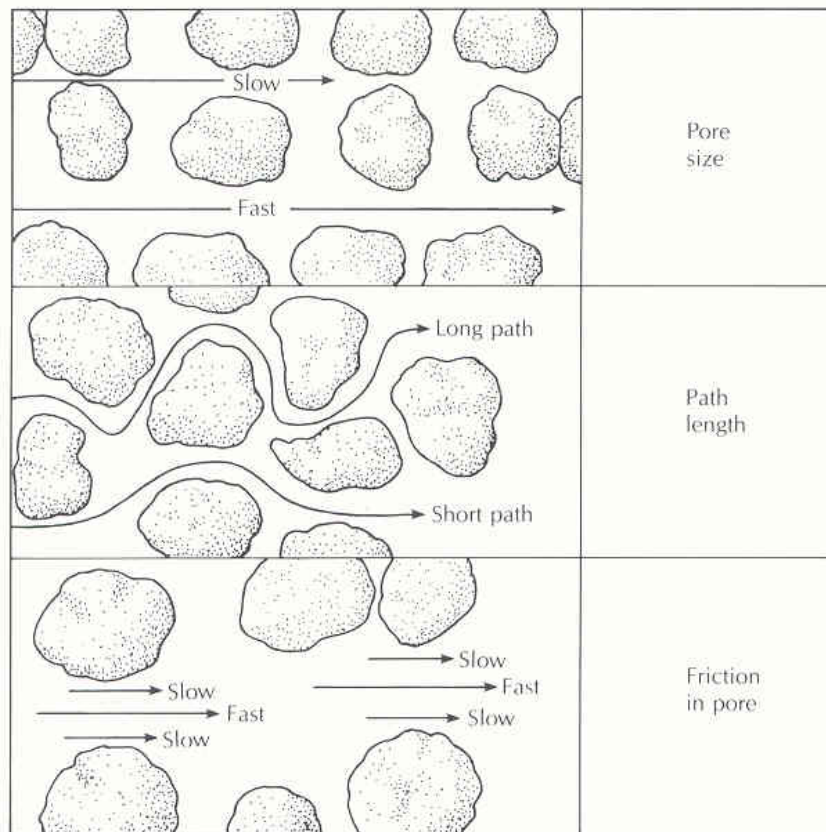 Slow
Pore
size
Fast
Long path
Path
length
Short path
Slow
Slow
Fast
Friction
in pore
Fast
Slow
Slow